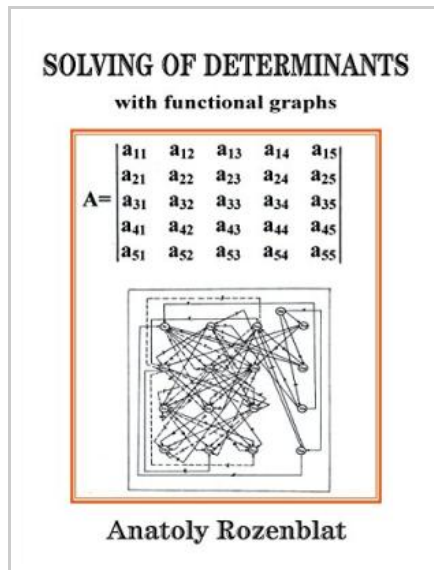 SOLVING OF DETERMINANTS
with functional graphs
a11 a12 a13 a14 a15
a21 a22 a23 a24 a25
A= a31 a32 a33 a34 a35
a41 a42 a43 a44 a45
a51 a52 a53 a54 a55
Anatoly Rozenblat